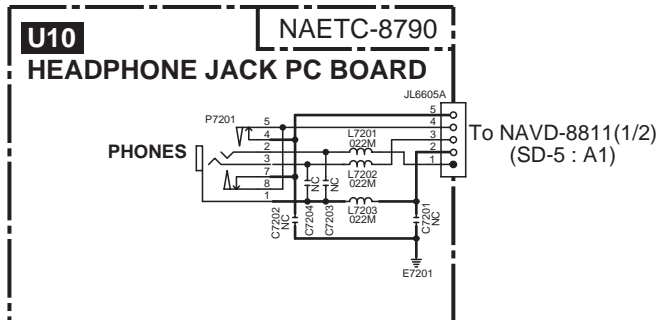 U10
NAETC-8790
HEADPHONE JACK PC BOARD
JL6605A
P7201
PHONES
5
4
2
3
7
8
1
L7201
022M
L7202
022M
L7203
022M
NC
NC
C7202
NC
C7204
C7203
C7201
NC
5
4
3
2
1
To NAVD-8811(1/2)
(SD-5 : A1)
E7201